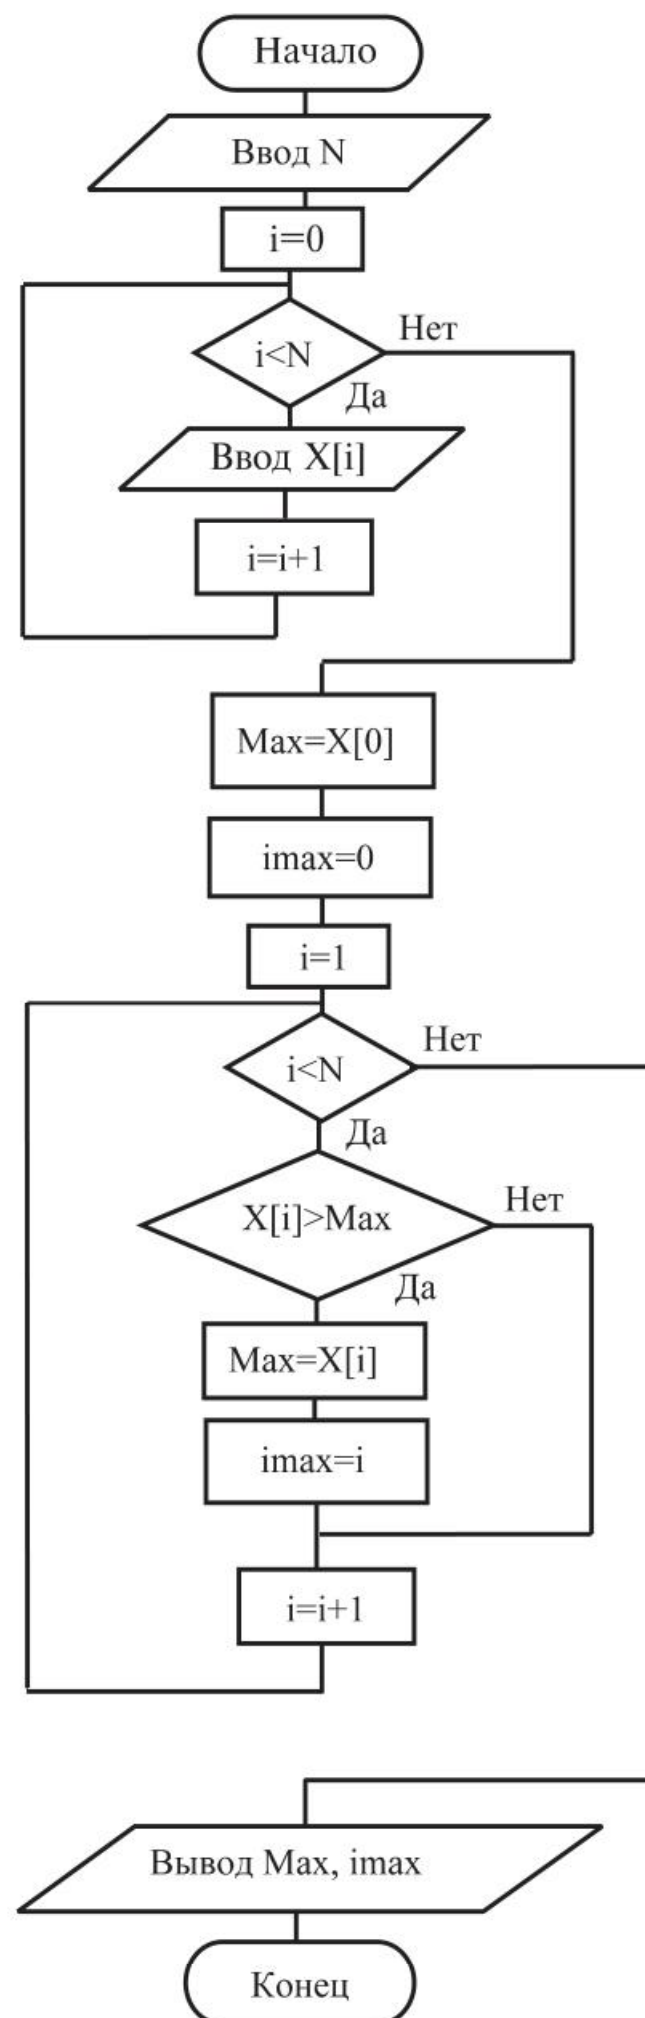 Начало
Ввод N
i=0
i<N
Нет
Да
Ввод X[i]
i=i+1
Max=X[0]
imax=0
i=1
i<N
Нет
Да
X[i]>Max
Нет
Да
Max=X[i]
imax=i
i=i+1
Вывод Max, imax
Конец